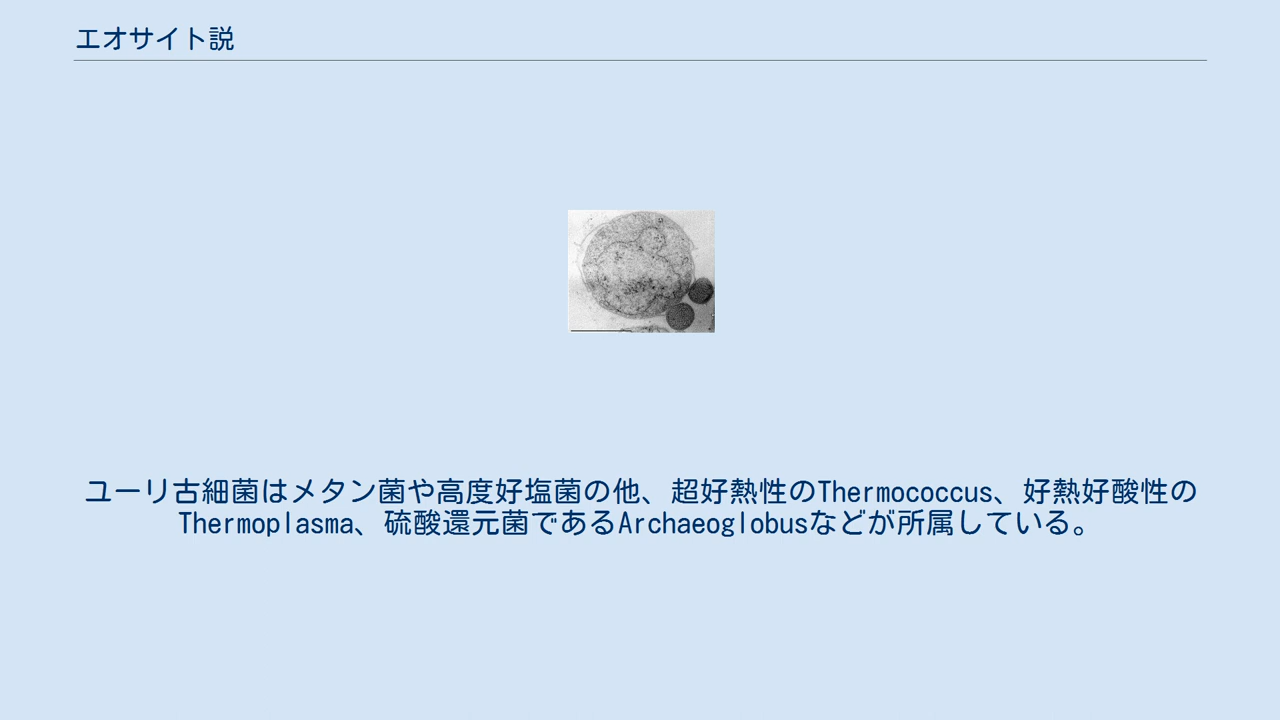 エオサイト説
ユーリ古細菌はメタン菌や高度好塩菌の他、超好熱性のThermococcus、好熱好酸性の
Thermoplasma、硫酸還元菌であるArchaeoglobusなどが所属している。